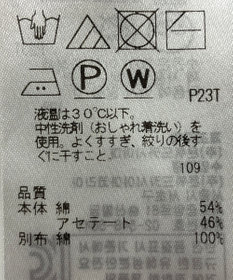 P
W
P23T
液温は30℃以下。
中性洗剤(おしゃれ着洗い)を
使用。よくすすぎ、絞りの後す
ぐに干すこと。
109
品質
本体 綿 54%
アセテート 46%
別布 綿 100%